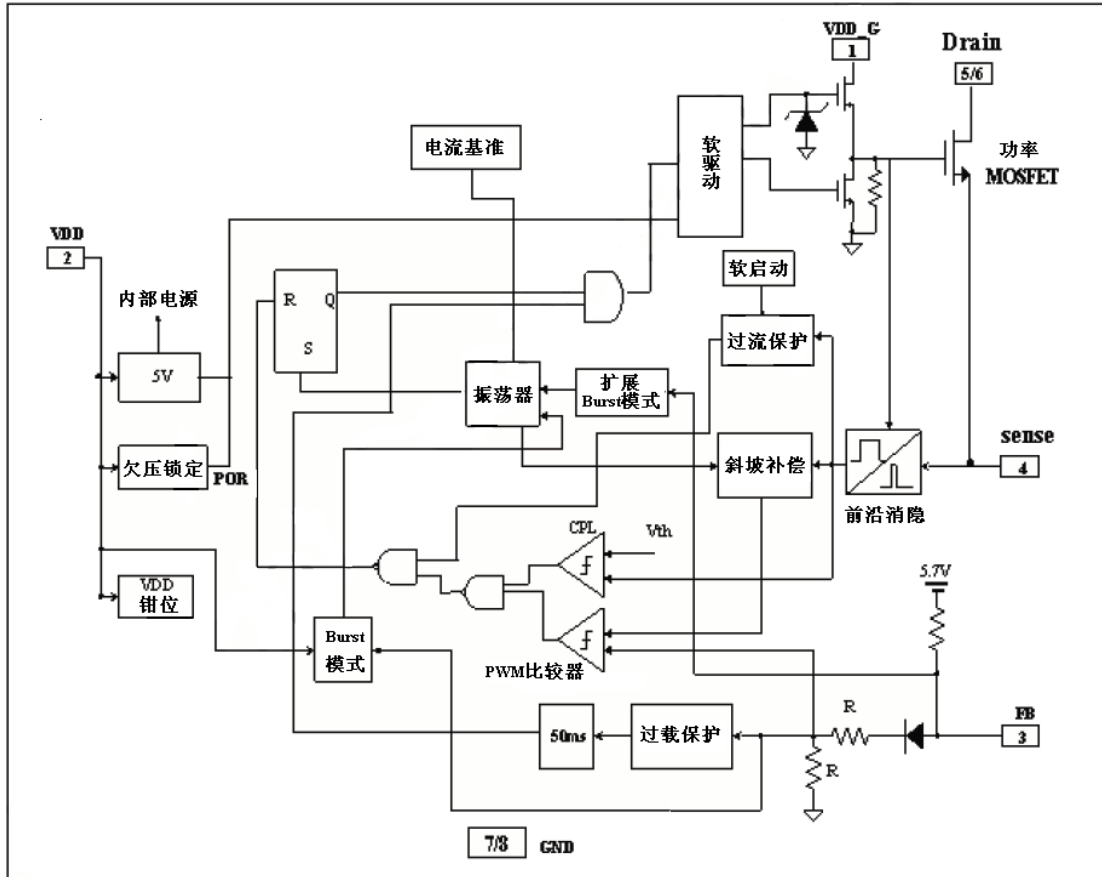 VDD_G
1
Drain
5/6
电流基准
软驱动
功率
MOSFET
VDD
2
软启动
内部电源
R
Q
S
过流保护
5V
振荡器
扩展
Burst模式
欠压锁定
POR
斜坡补偿
sense
4
前沿消隐
CPL
Vth
VDD
钳位
5.7V
Burst
模式
PWM比较器
50ms
过载保护
R
R
FB
3
7/8
GND